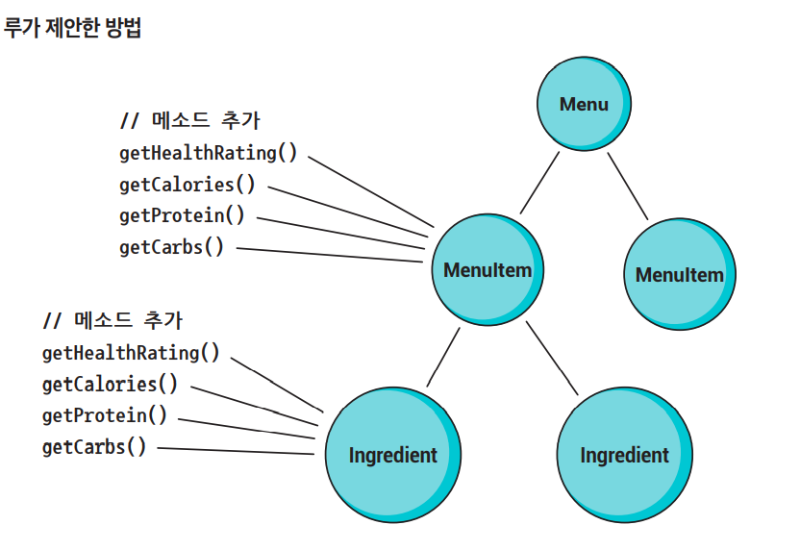 루가 제안한 방법
Menu
// 메소드 추가
getHealthRating()
getCalories()
getProtein()
getCarbs()
MenuItem
MenuItem
// 메소드 추가
getHealthRating()
getCalories()
getProtein()
getCarbs()
Ingredient
Ingredient